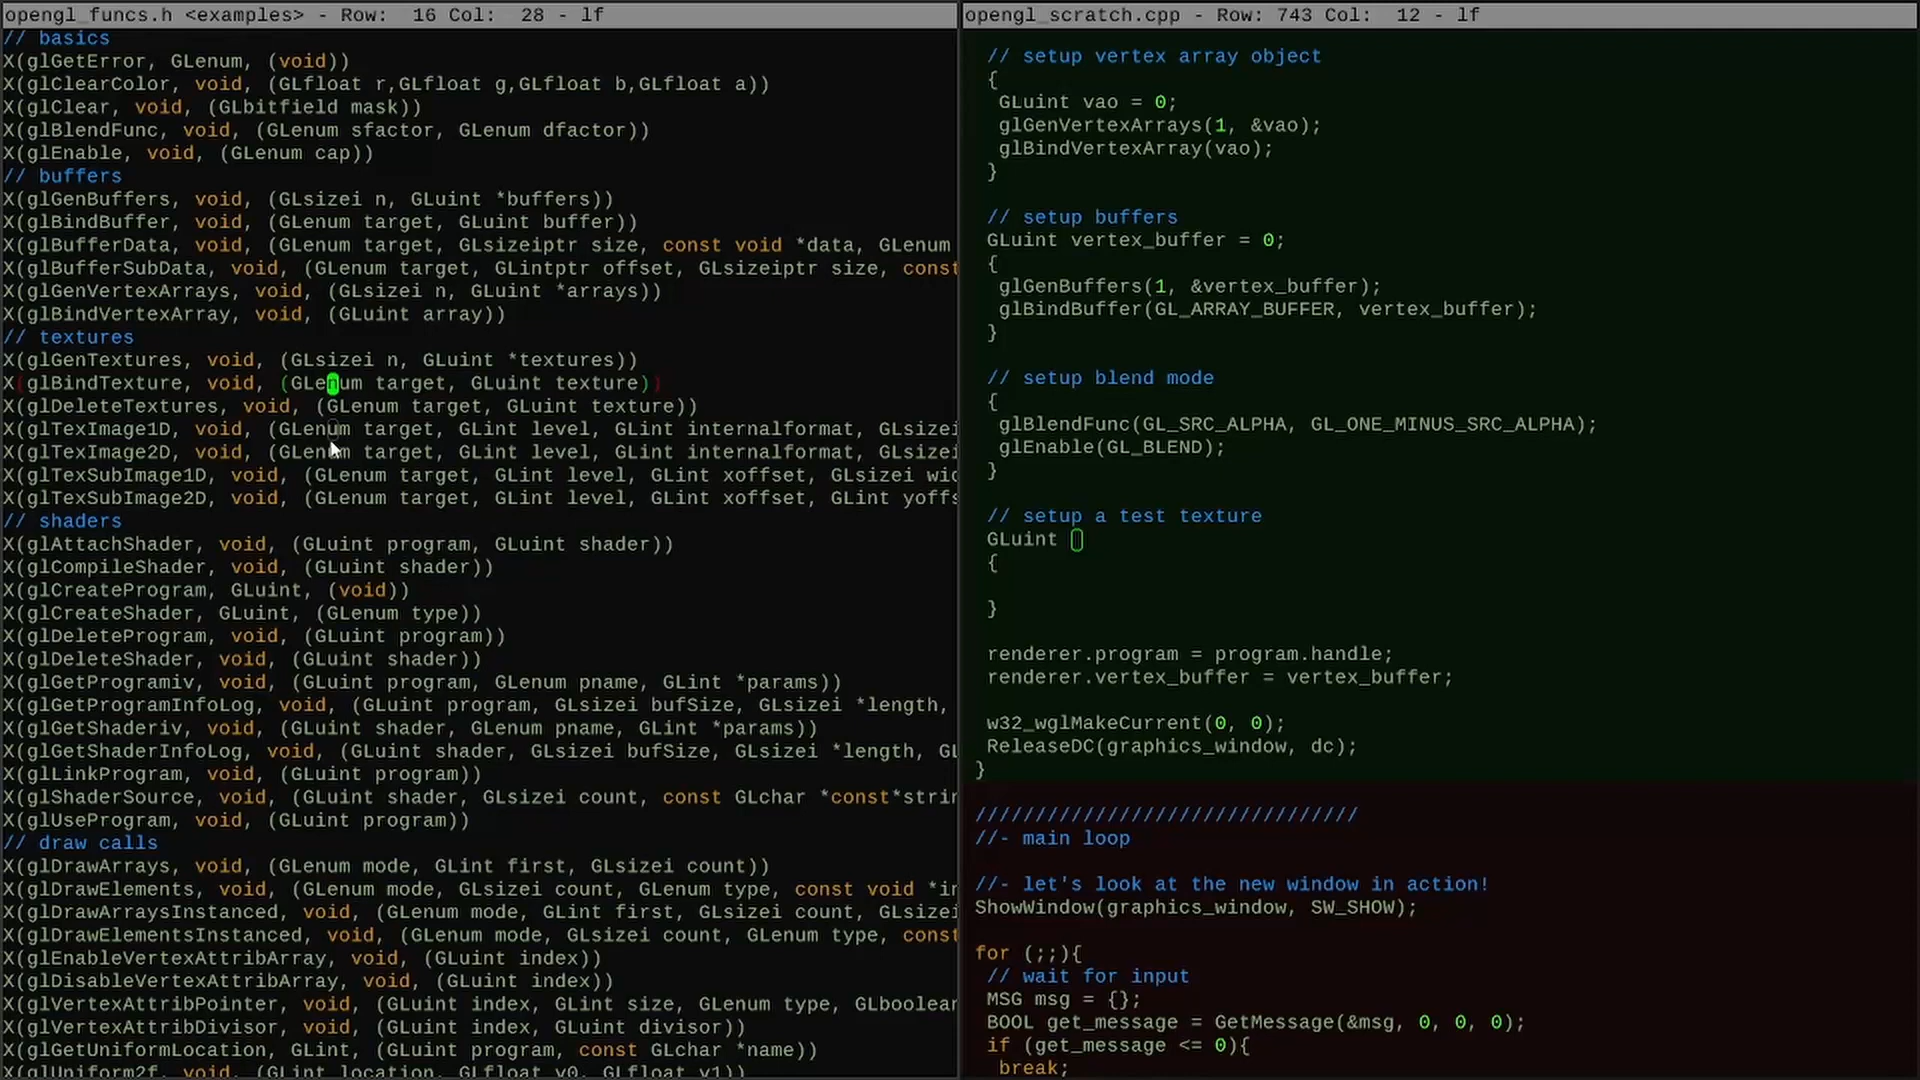 opengl_funcs.h <examples> - Row:  16 Col:  28 - lf
// basics
X(glGetError, GLenum, (void))
X(glClearColor, void, (GLfloat r,GLfloat g,GLfloat b,GLfloat a))
X(glClear, void, (GLbitfield mask))
X(glBlendFunc, void, (GLenum sfactor, GLenum dfactor))
X(glEnable, void, (GLenum cap))
// buffers
X(glGenBuffers, void, (GLsizei n, GLuint *buffers))
X(glBindBuffer, void, (GLenum target, GLuint buffer))
X(glBufferData, void, (GLenum target, GLsizeiptr size, const void *data, GLenum
X(glBufferSubData, void, (GLenum target, GLintptr offset, GLsizeiptr size, const
X(glGenVertexArrays, void, (GLsizei n, GLuint *arrays))
X(glBindVertexArray, void, (GLuint array))
// textures
X(glGenTextures, void, (GLsizei n, GLuint *textures))
X(glBindTexture, void, (GLenum target, GLuint texture))
X(glDeleteTextures, void, (GLenum target, GLuint texture))
X(glTexImage1D, void, (GLenum target, GLint level, GLint internalformat, GLsizei
X(glTexImage2D, void, (GLenum target, GLint level, GLint internalformat, GLsizei
X(glTexSubImage1D, void, (GLenum target, GLint level, GLint xoffset, GLsizei wid
X(glTexSubImage2D, void, (GLenum target, GLint level, GLint xoffset, GLint yoffs
// shaders
X(glAttachShader, void, (GLuint program, GLuint shader))
X(glCompileShader, void, (GLuint shader))
X(glCreateProgram, GLuint, (void))
X(glCreateShader, GLuint, (GLenum type))
X(glDeleteProgram, void, (GLuint program))
X(glDeleteShader, void, (GLuint shader))
X(glGetProgramiv, void, (GLuint program, GLenum pname, GLint *params))
X(glGetProgramInfoLog, void, (GLuint program, GLsizei bufSize, GLsizei *length,
X(glGetShaderiv, void, (GLuint shader, GLenum pname, GLint *params))
X(glGetShaderInfoLog, void, (GLuint shader, GLsizei bufSize, GLsizei *length, GL
X(glLinkProgram, void, (GLuint program))
X(glShaderSource, void, (GLuint shader, GLsizei count, const GLchar *const*strin
X(glUseProgram, void, (GLuint program))
// draw calls
X(glDrawArrays, void, (GLenum mode, GLint first, GLsizei count))
X(glDrawElements, void, (GLenum mode, GLsizei count, GLenum type, const void *in
X(glDrawArraysInstanced, void, (GLenum mode, GLint first, GLsizei count, GLsizei
X(glDrawElementsInstanced, void, (GLenum mode, GLsizei count, GLenum type, const
X(glEnableVertexAttribArray, void, (GLuint index))
X(glDisableVertexAttribArray, void, (GLuint index))
X(glVertexAttribPointer, void, (GLuint index, GLint size, GLenum type, GLboolean
X(glVertexAttribDivisor, void, (GLuint index, GLuint divisor))
X(glGetUniformLocation, GLint, (GLuint program, const GLchar *name))
X(glUniform2f, void, (GLint location, GLfloat v0, GLfloat v1))
opengl_scratch.cpp - Row: 743 Col:  12 - lf
// setup vertex array object
{
GLuint vao = 0;
glGenVertexArrays(1, &vao);
glBindVertexArray(vao);
}
// setup buffers
GLuint vertex_buffer = 0;
{
glGenBuffers(1, &vertex_buffer);
glBindBuffer(GL_ARRAY_BUFFER, vertex_buffer);
}
// setup blend mode
{
glBlendFunc(GL_SRC_ALPHA, GL_ONE_MINUS_SRC_ALPHA);
glEnable(GL_BLEND);
}
// setup a test texture
GLuint
{
}
renderer.program = program.handle;
renderer.vertex_buffer = vertex_buffer;
w32_wglMakeCurrent(0, 0);
ReleaseDC(graphics_window, dc);
}
////////////////////////////////
//- main loop
//- let's look at the new window in action!
ShowWindow(graphics_window, SW_SHOW);
for (;;){
// wait for input
MSG msg = {};
BOOL get_message = GetMessage(&msg, 0, 0, 0);
if (get_message <= 0){
break;